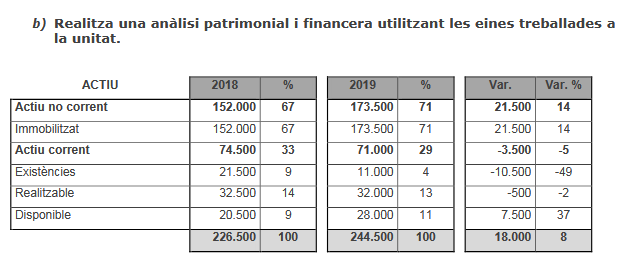 b) Realitza una anàlisi patrimonial i financera utilitzant les eines treballades a
la unitat.
ACTIU 2018 % 2019 % Var. Var. %
Actiu no corrent 152.000 67 173.500 71 21.500 14
Immobilitzat 152.000 67 173.500 71 21.500 14
Actiu corrent 74.500 33 71.000 29 -3.500 -5
Existències 21.500 9 11.000 4 -10.500 -49
Realitzable 32.500 14 32.000 13 -500 -2
Disponible 20.500 9 28.000 11 7.500 37
226.500 100 244.500 100 18.000 8